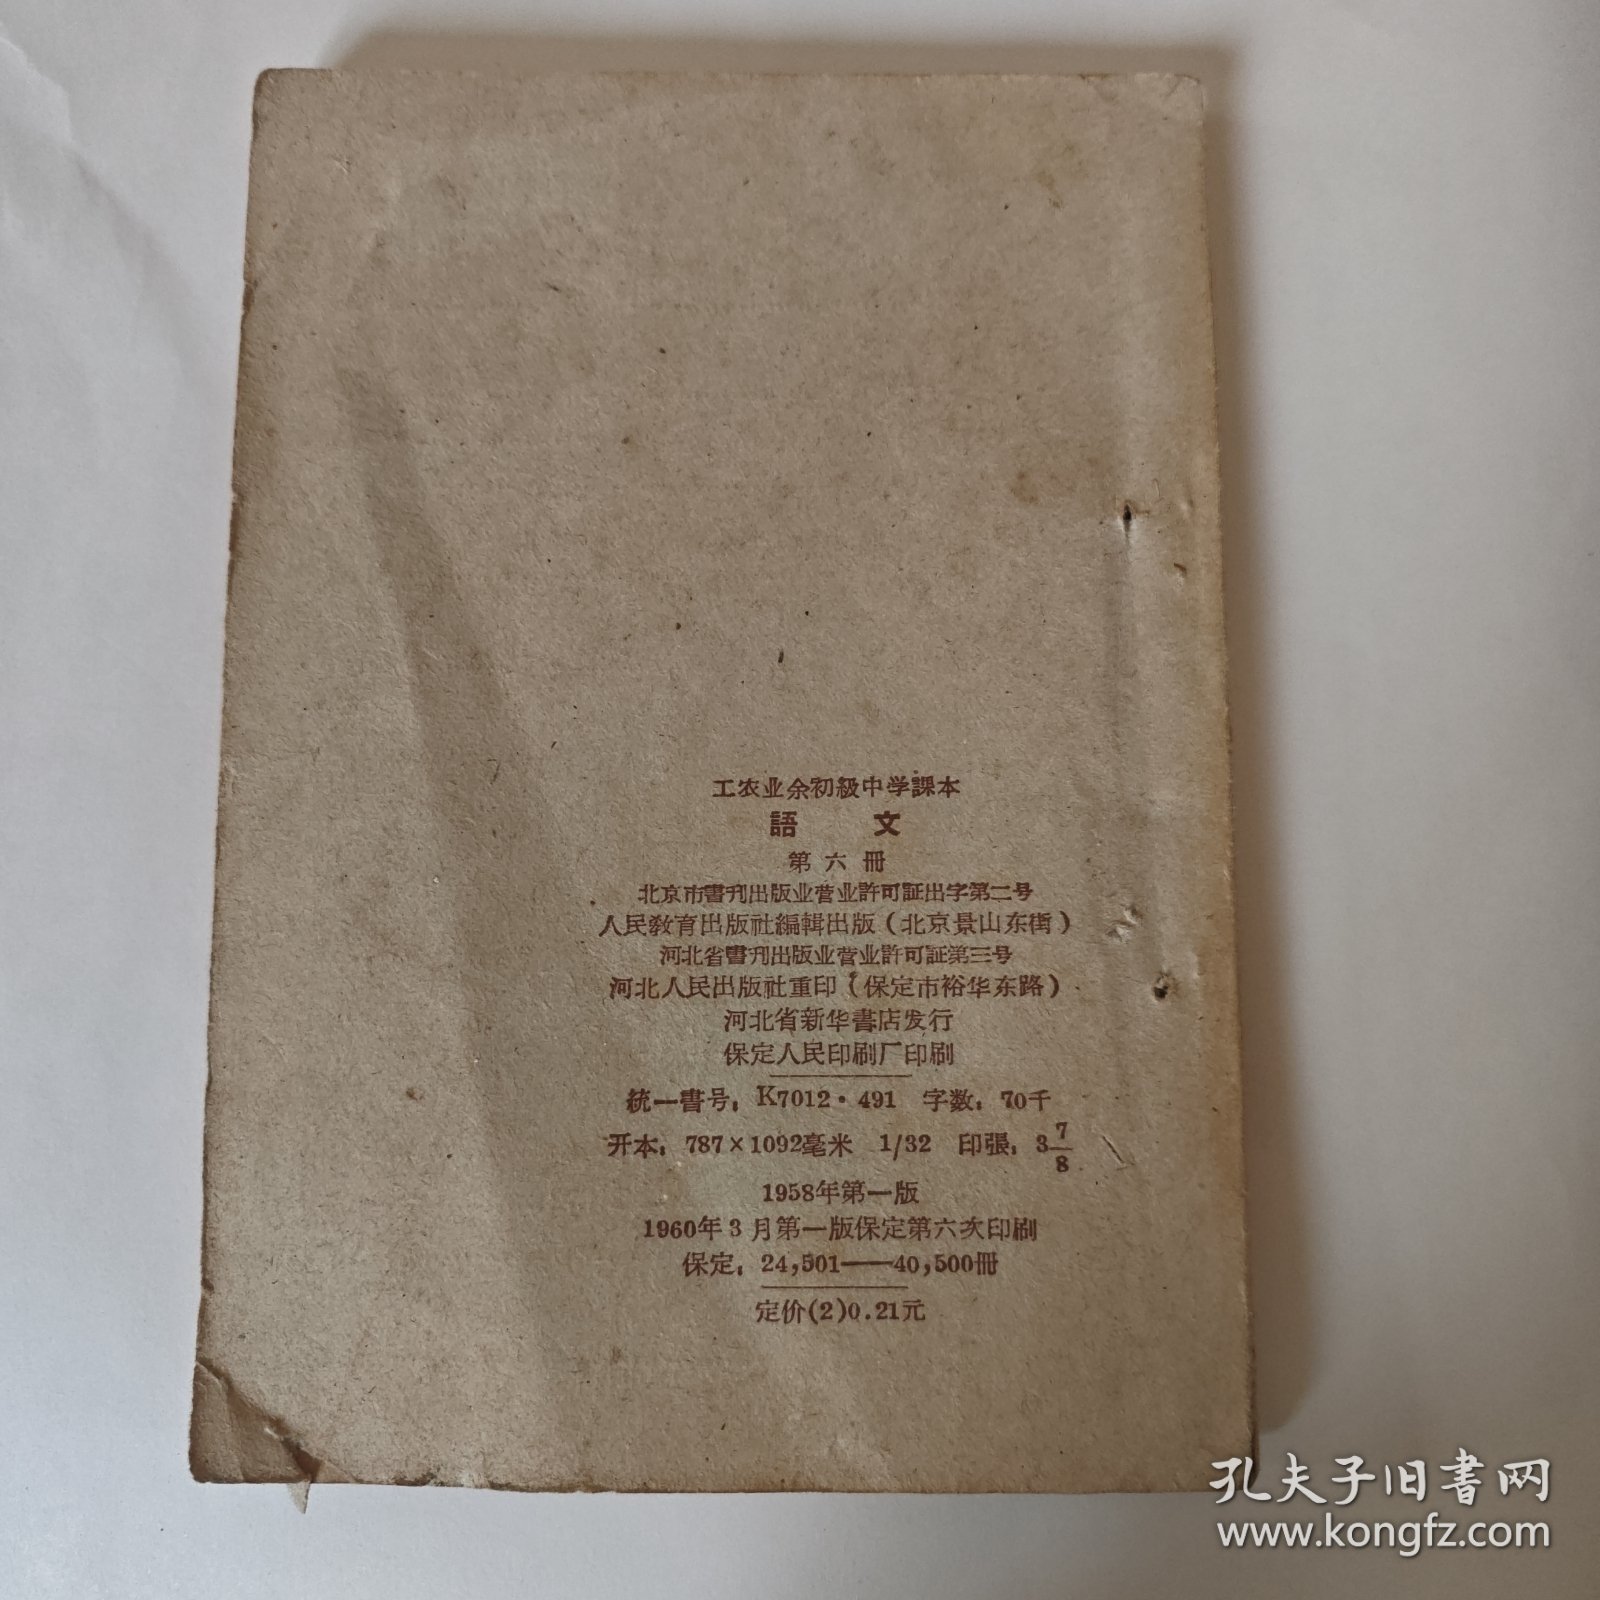 工农业余初級中学課本
語 文
第六冊
北京市書刊出版业营业許可証出字第二号
人民教育出版社編輯出版（北京景山东街）
河北省書刊出版业营业許可証第三号
河北人民出版社重印（保定市裕华东路）
河北省新华書店发行
保定人民印刷厂印刷
統一書号：K7012·491 字数：70千
开本：787×1092毫米 1/32 印張：3 7/8
1958年第一版
1960年3月第一版保定第六次印刷
保定：24,501——40,500冊
定价(2)0.21元
孔夫子旧書网
www.kongfz.com